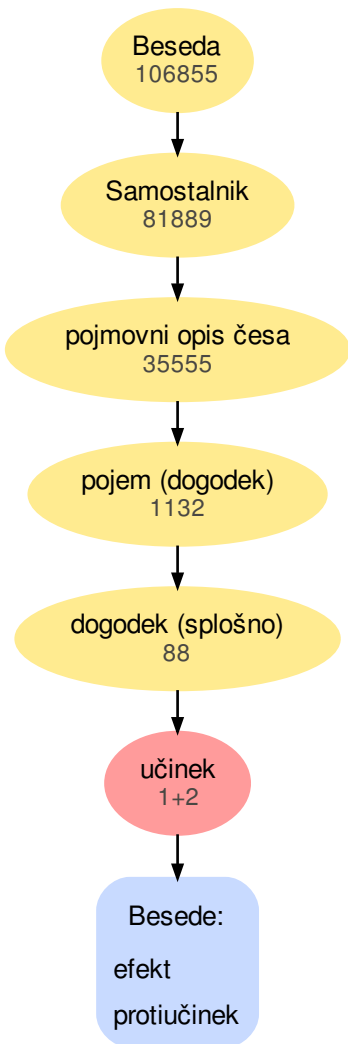 Beseda
106855
Samostalnik
81889
pojmovni opis česa
35555
pojem (dogodek)
1132
dogodek (splošno)
88
učinek
1+2
Besede:
efekt
protiučinek